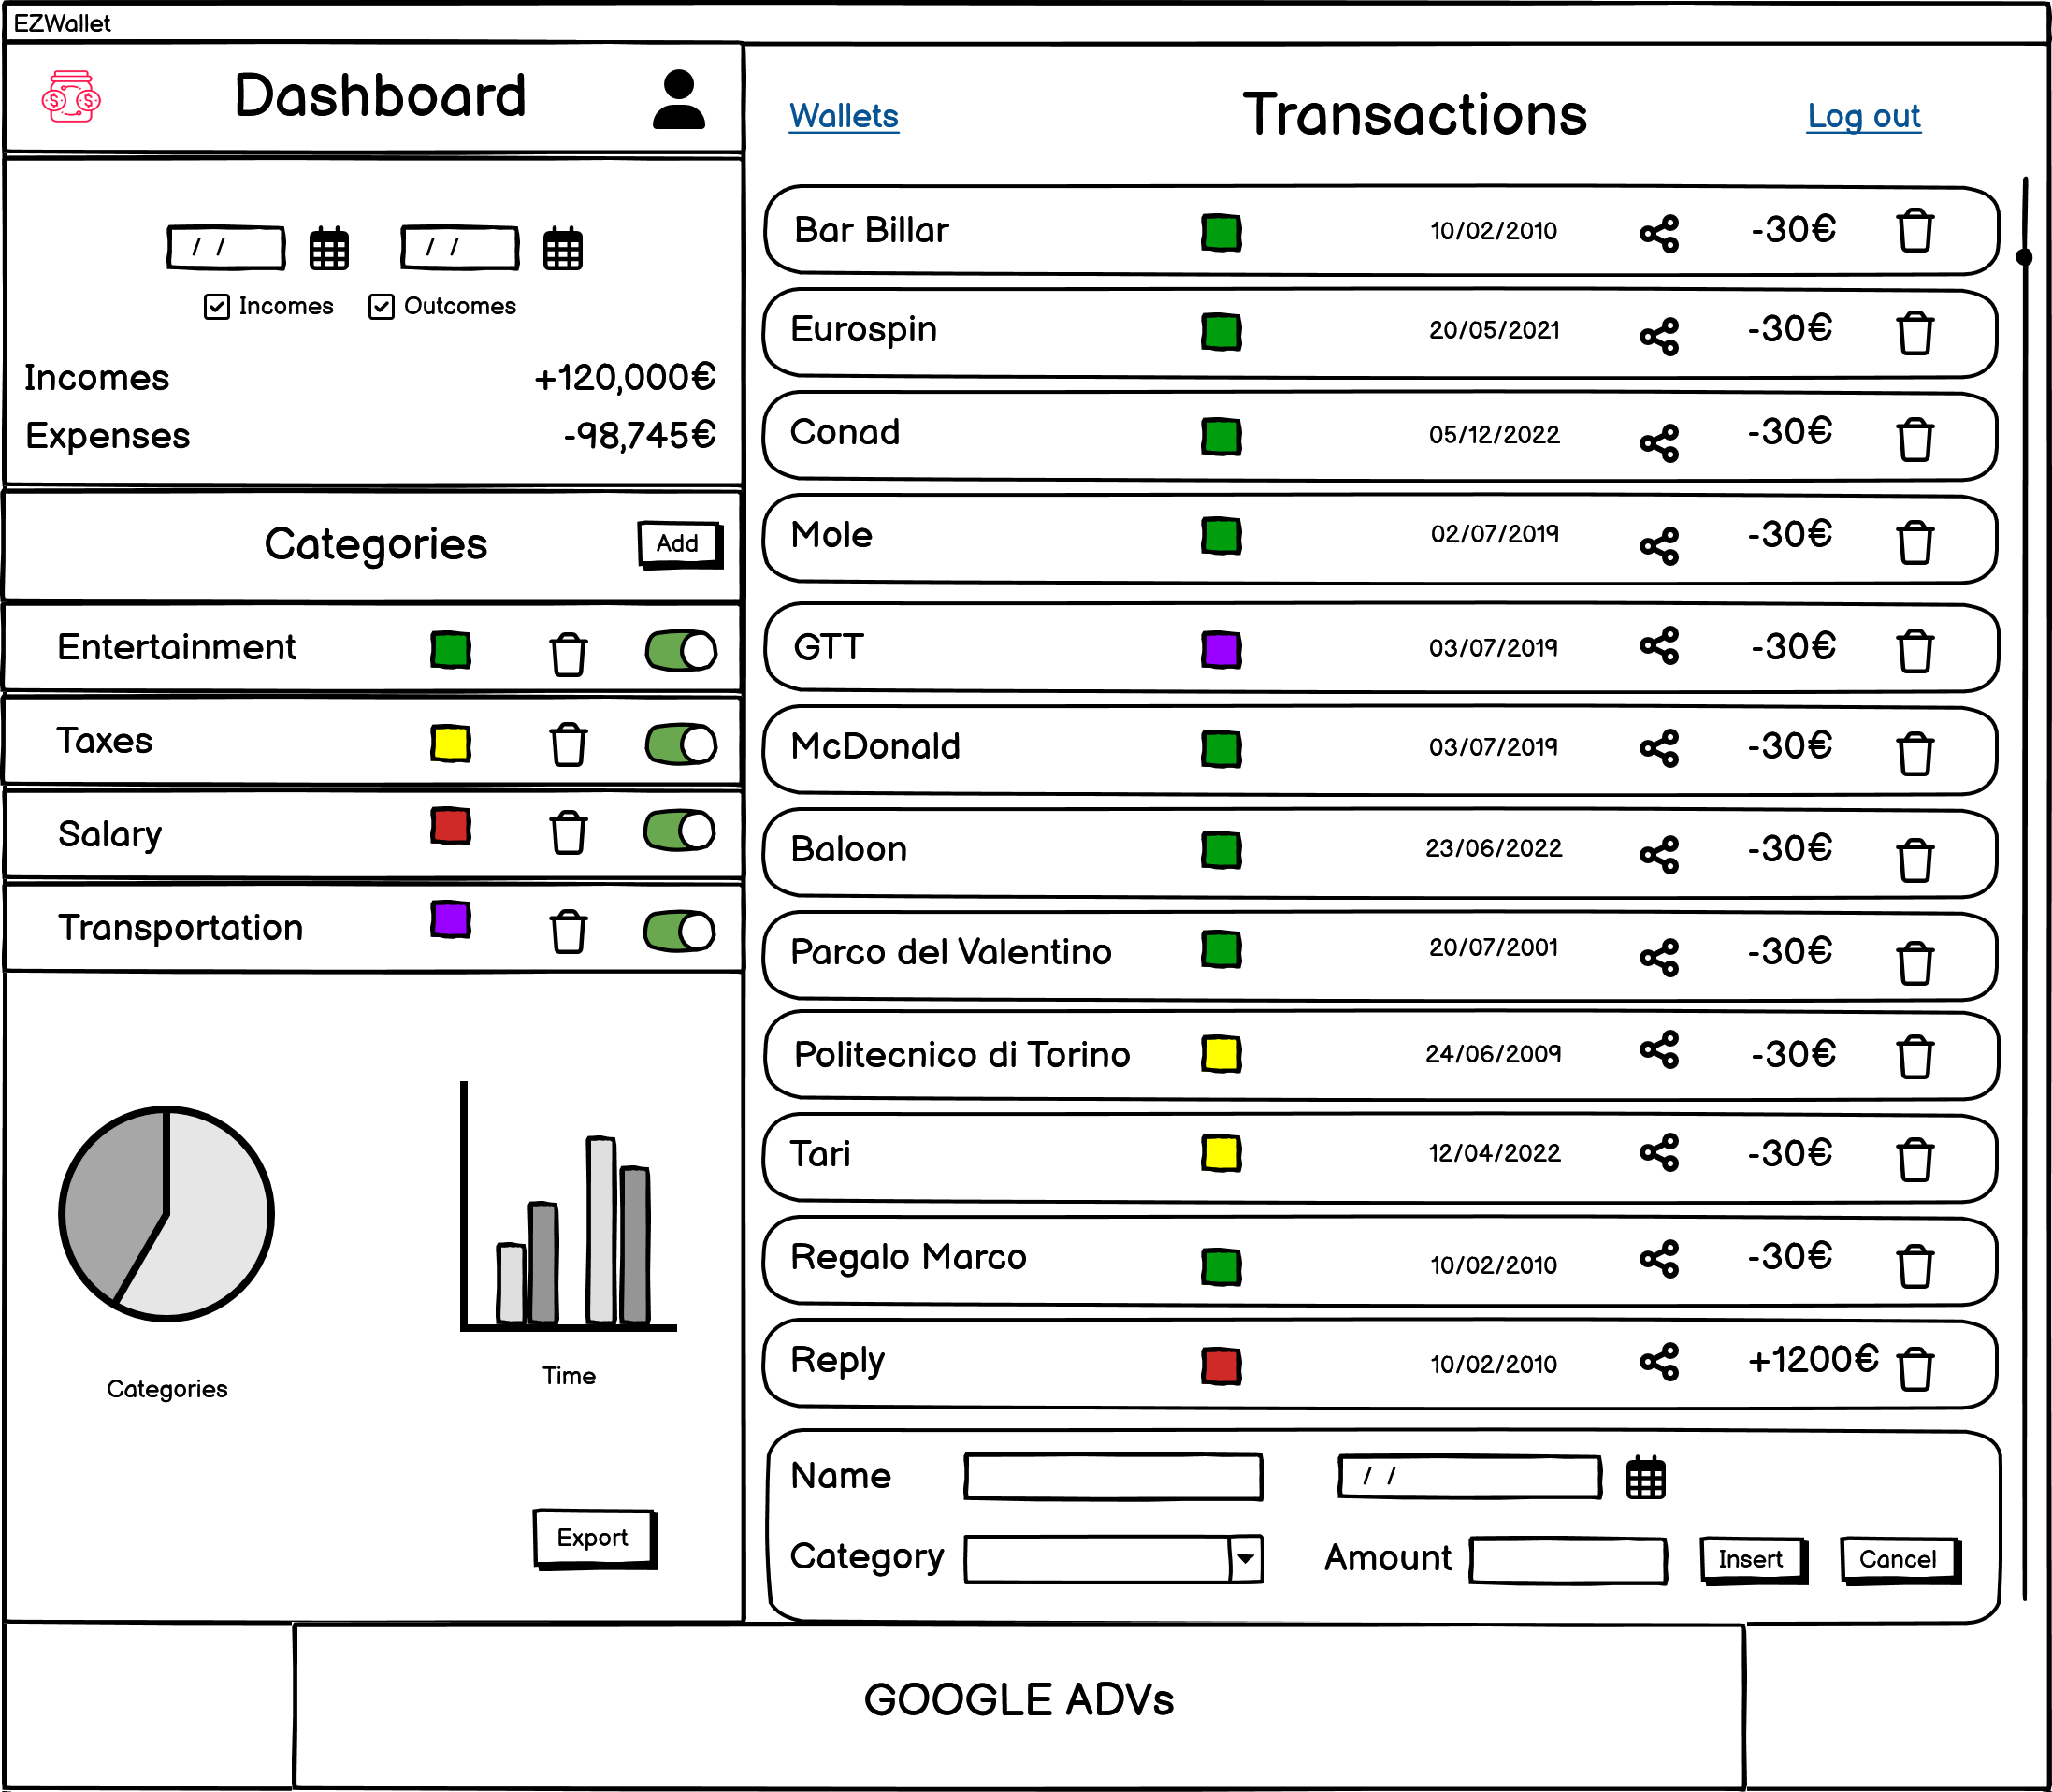 EZWallet
Dashboard
/ /
/ /
Incomes Outcomes
Incomes +120,000€
Expenses -98,745€
Categories Add
Entertainment
Taxes
Salary
Transportation
Categories
Time
Export
Wallets Transactions Log out
Bar Billar 10/02/2010 -30€
Eurospin 20/05/2021 -30€
Conad 05/12/2022 -30€
Mole 02/07/2019 -30€
GTT 03/07/2019 -30€
McDonald 03/07/2019 -30€
Baloon 23/06/2022 -30€
Parco del Valentino 20/07/2001 -30€
Politecnico di Torino 24/06/2009 -30€
Tari 12/04/2022 -30€
Regalo Marco 10/02/2010 -30€
Reply 10/02/2010 +1200€
Name / /
Category Amount Insert Cancel
GOOGLE ADVs